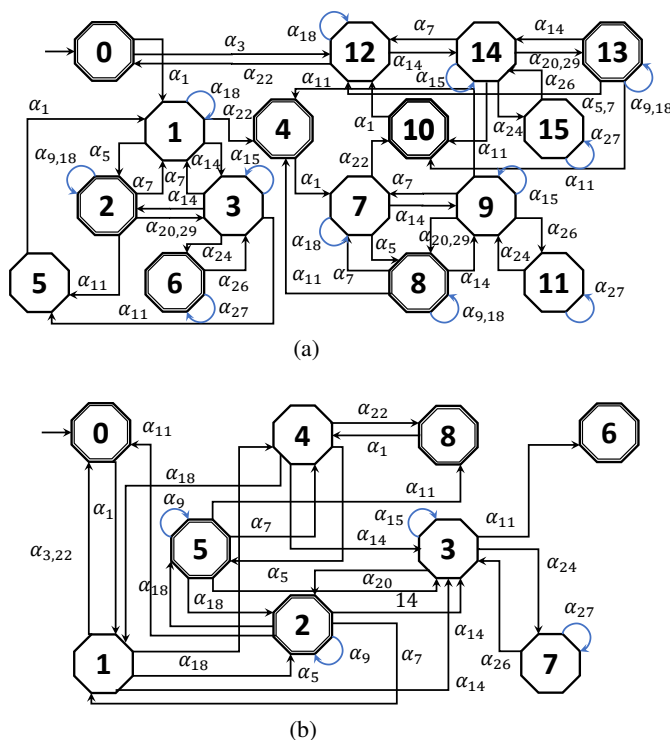 0 α₃ 12 α₁₈ α₇ 14 α₁₄ 13
α₂₂ α₁₄ α₂₀,₂₉
α₁ α₁₈ α₁₁ α₁₅ α₂₆ α₅,₇
α₁ 1 α₂₂ 4 α₁ 10 α₂₄ 15 α₉,₁₈
α₅ α₁₄ α₁₅ α₁₁ α₂₇
α₉,₁₈ α₂₂ α₁₁
2 α₇ α₇ 3 α₁ 7 α₇ 9 α₁₅
α₁₄ α₁₄
α₂₀,₂₉ α₁₈ α₅ α₂₀,₂₉ α₂₆
5 α₂₄ α₂₄
α₁₁ 6 α₂₆ α₁₁ α₇ 8 α₁₄ 11 α₂₇
α₁₁ α₂₇ α₉,₁₈
(a)
0 α₁₁ 4 α₂₂ 8 6
α₁
α₁₈ α₁₁
α₁ α₉ α₇ α₁₅ α₁₁
α₃,₂₂ 5 α₁₄ 3
α₅ α₂₄
α₁₈ α₁₈ α₂₀
14 α₂₇
2 α₁₄
1 α₁₈ α₉ α₇ α₂₆ 7
α₅ α₁₄
(b)